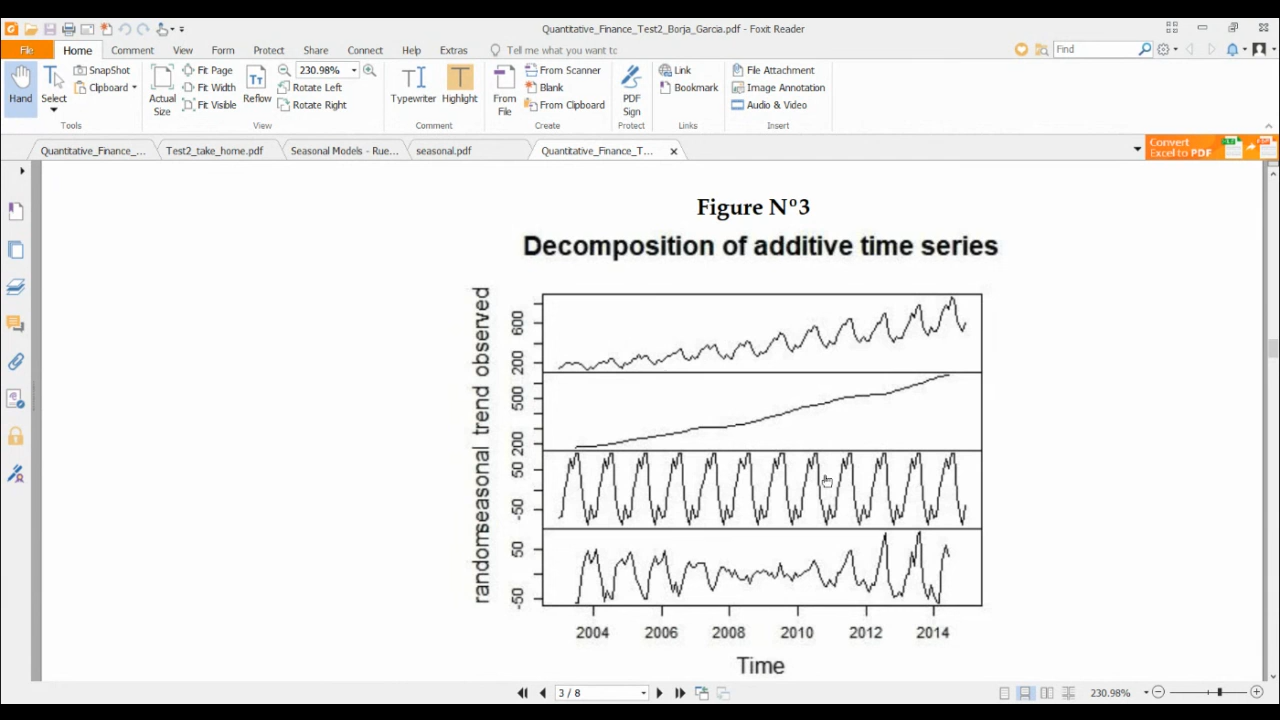 Quantitative_Finance_Test2_Borja_Garcia.pdf - Foxit Reader
File Home Comment View Form Protect Share Connect Help Extras Tell me what you want tc Find
Hand
Select
SnapShot
Clipboard
Tools
Actual Size
Fit Page
Fit Width
Fit Visible
Reflow
230.98%
Rotate Left
Rotate Right
View
Typewriter
Highlight
Comment
From File
From Scanner
Blank
From Clipboard
Create
PDF Sign
Protect
Link
Bookmark
Links
File Attachment
Image Annotation
Audio & Video
Insert
Quantitative_Finance_... Test2_take_home.pdf Seasonal Models - Rue... seasonal.pdf Quantitative_Finance_T...
Convert
Excel to PDF
Figure Nº3
Decomposition of additive time series
observed
200 600
trend
200 500
seasonal
-50 50
random
-50 50
2004 2006 2008 2010 2012 2014
Time
3 / 8
230.98%